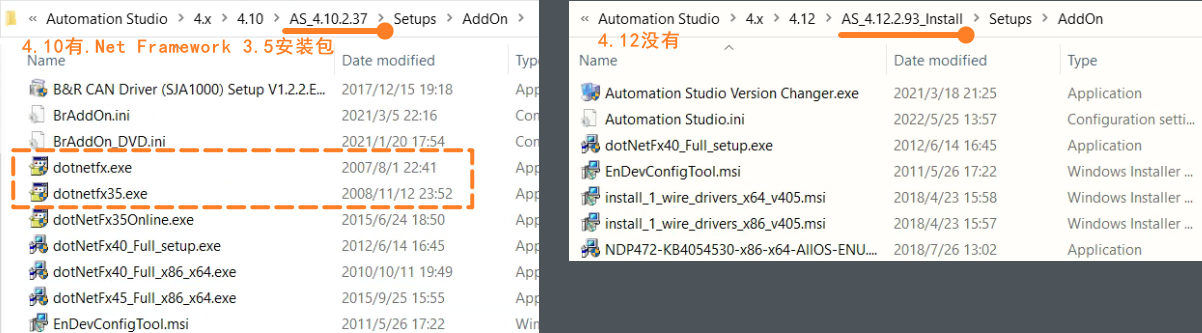 « Automation Studio > 4.x > 4.10 > AS_4.10.2.37 > Setups > AddOn >
4.10有.Net Framework 3.5安装包
Name Date modified Type
B&R CAN Driver (SJA1000) Setup V1.2.2.E... 2017/12/15 19:18 App
BrAddOn.ini 2021/3/5 22:16 Con
BrAddOn_DVD.ini 2021/1/20 17:54 Con
dotnetfx.exe 2007/8/1 22:41 App
dotnetfx35.exe 2008/11/12 23:52 App
dotNetFx35Online.exe 2015/6/24 18:50 App
dotNetFx40_Full_setup.exe 2012/6/14 16:45 App
dotNetFx40_Full_x86_x64.exe 2010/10/11 19:49 App
dotNetFx45_Full_x86_x64.exe 2015/9/25 15:55 App
EnDevConfigTool.msi 2011/5/26 17:22 Win
« Automation Studio > 4.x > 4.12 > AS_4.12.2.93_Install > Setups > AddOn
4.12没有
Name Date modified Type
Automation Studio Version Changer.exe 2021/3/18 21:25 Application
Automation Studio.ini 2022/5/25 13:57 Configuration setti...
dotNetFx40_Full_setup.exe 2012/6/14 16:45 Application
EnDevConfigTool.msi 2011/5/26 17:22 Windows Installer ...
install_1_wire_drivers_x64_v405.msi 2018/4/23 15:58 Windows Installer ...
install_1_wire_drivers_x86_v405.msi 2018/4/23 15:57 Windows Installer ...
NDP472-KB4054530-x86-x64-AllOS-ENU.... 2018/7/26 13:02 Application